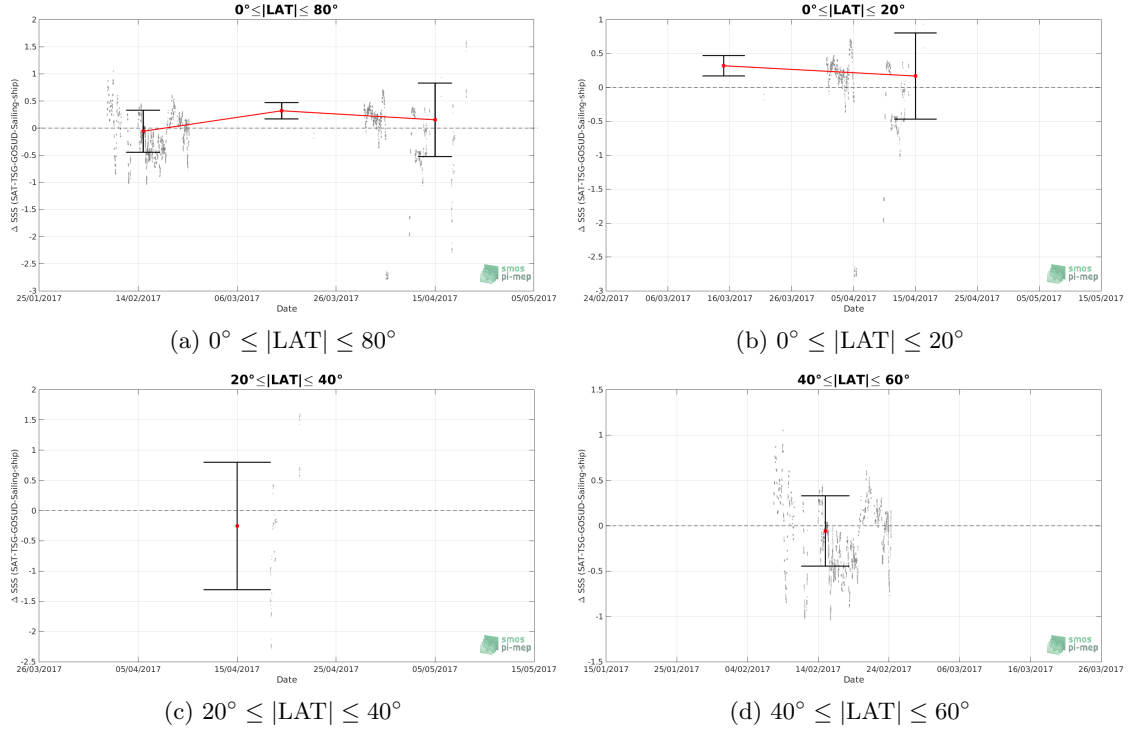 0°≤|LAT|≤ 80°
Δ SSS (SAT-TSG-GOSUD-Sailing-ship)
2
1.5
1
0.5
0
-0.5
-1
-1.5
-2
-2.5
-3
25/01/2017 14/02/2017 06/03/2017 26/03/2017 15/04/2017 05/05/2017
Date
smos
pi-mep
(a) 0° ≤ |LAT| ≤ 80°
0°≤|LAT|≤ 20°
Δ SSS (SAT-TSG-GOSUD-Sailing-ship)
1
0.5
0
-0.5
-1
-1.5
-2
-2.5
-3
24/02/2017 06/03/2017 16/03/2017 26/03/2017 05/04/2017 15/04/2017 25/04/2017 05/05/2017 15/05/2017
Date
smos
pi-mep
(b) 0° ≤ |LAT| ≤ 20°
20°≤|LAT|≤ 40°
Δ SSS (SAT-TSG-GOSUD-Sailing-ship)
2
1.5
1
0.5
0
-0.5
-1
-1.5
-2
-2.5
26/03/2017 05/04/2017 15/04/2017 25/04/2017 05/05/2017 15/05/2017
Date
smos
pi-mep
(c) 20° ≤ |LAT| ≤ 40°
40°≤|LAT|≤ 60°
Δ SSS (SAT-TSG-GOSUD-Sailing-ship)
1.5
1
0.5
0
-0.5
-1
-1.5
15/01/2017 25/01/2017 04/02/2017 14/02/2017 24/02/2017 06/03/2017 16/03/2017 26/03/2017
Date
smos
pi-mep
(d) 40° ≤ |LAT| ≤ 60°